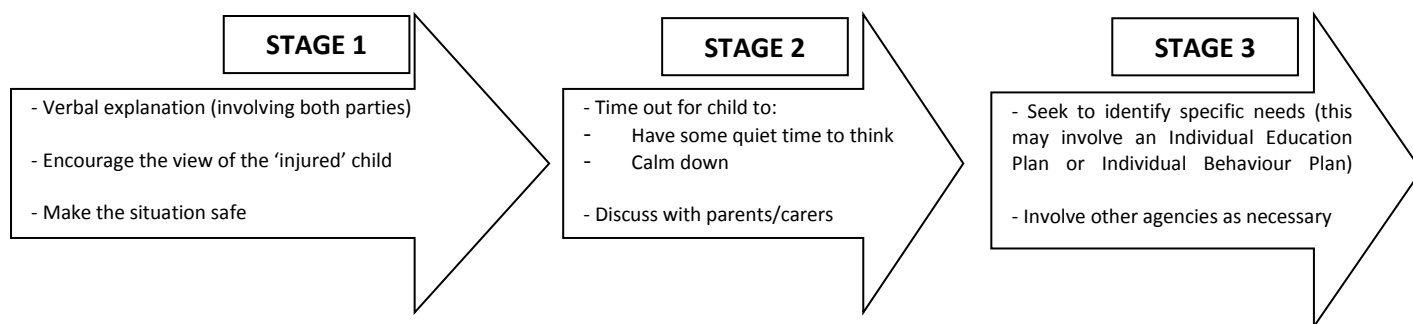 STAGE 1
- Verbal explanation (involving both parties)
- Encourage the view of the ‘injured’ child
- Make the situation safe
STAGE 2
- Time out for child to:
- Have some quiet time to think
- Calm down
- Discuss with parents/carers
STAGE 3
- Seek to identify specific needs (this
may involve an Individual Education
Plan or Individual Behaviour Plan)
- Involve other agencies as necessary